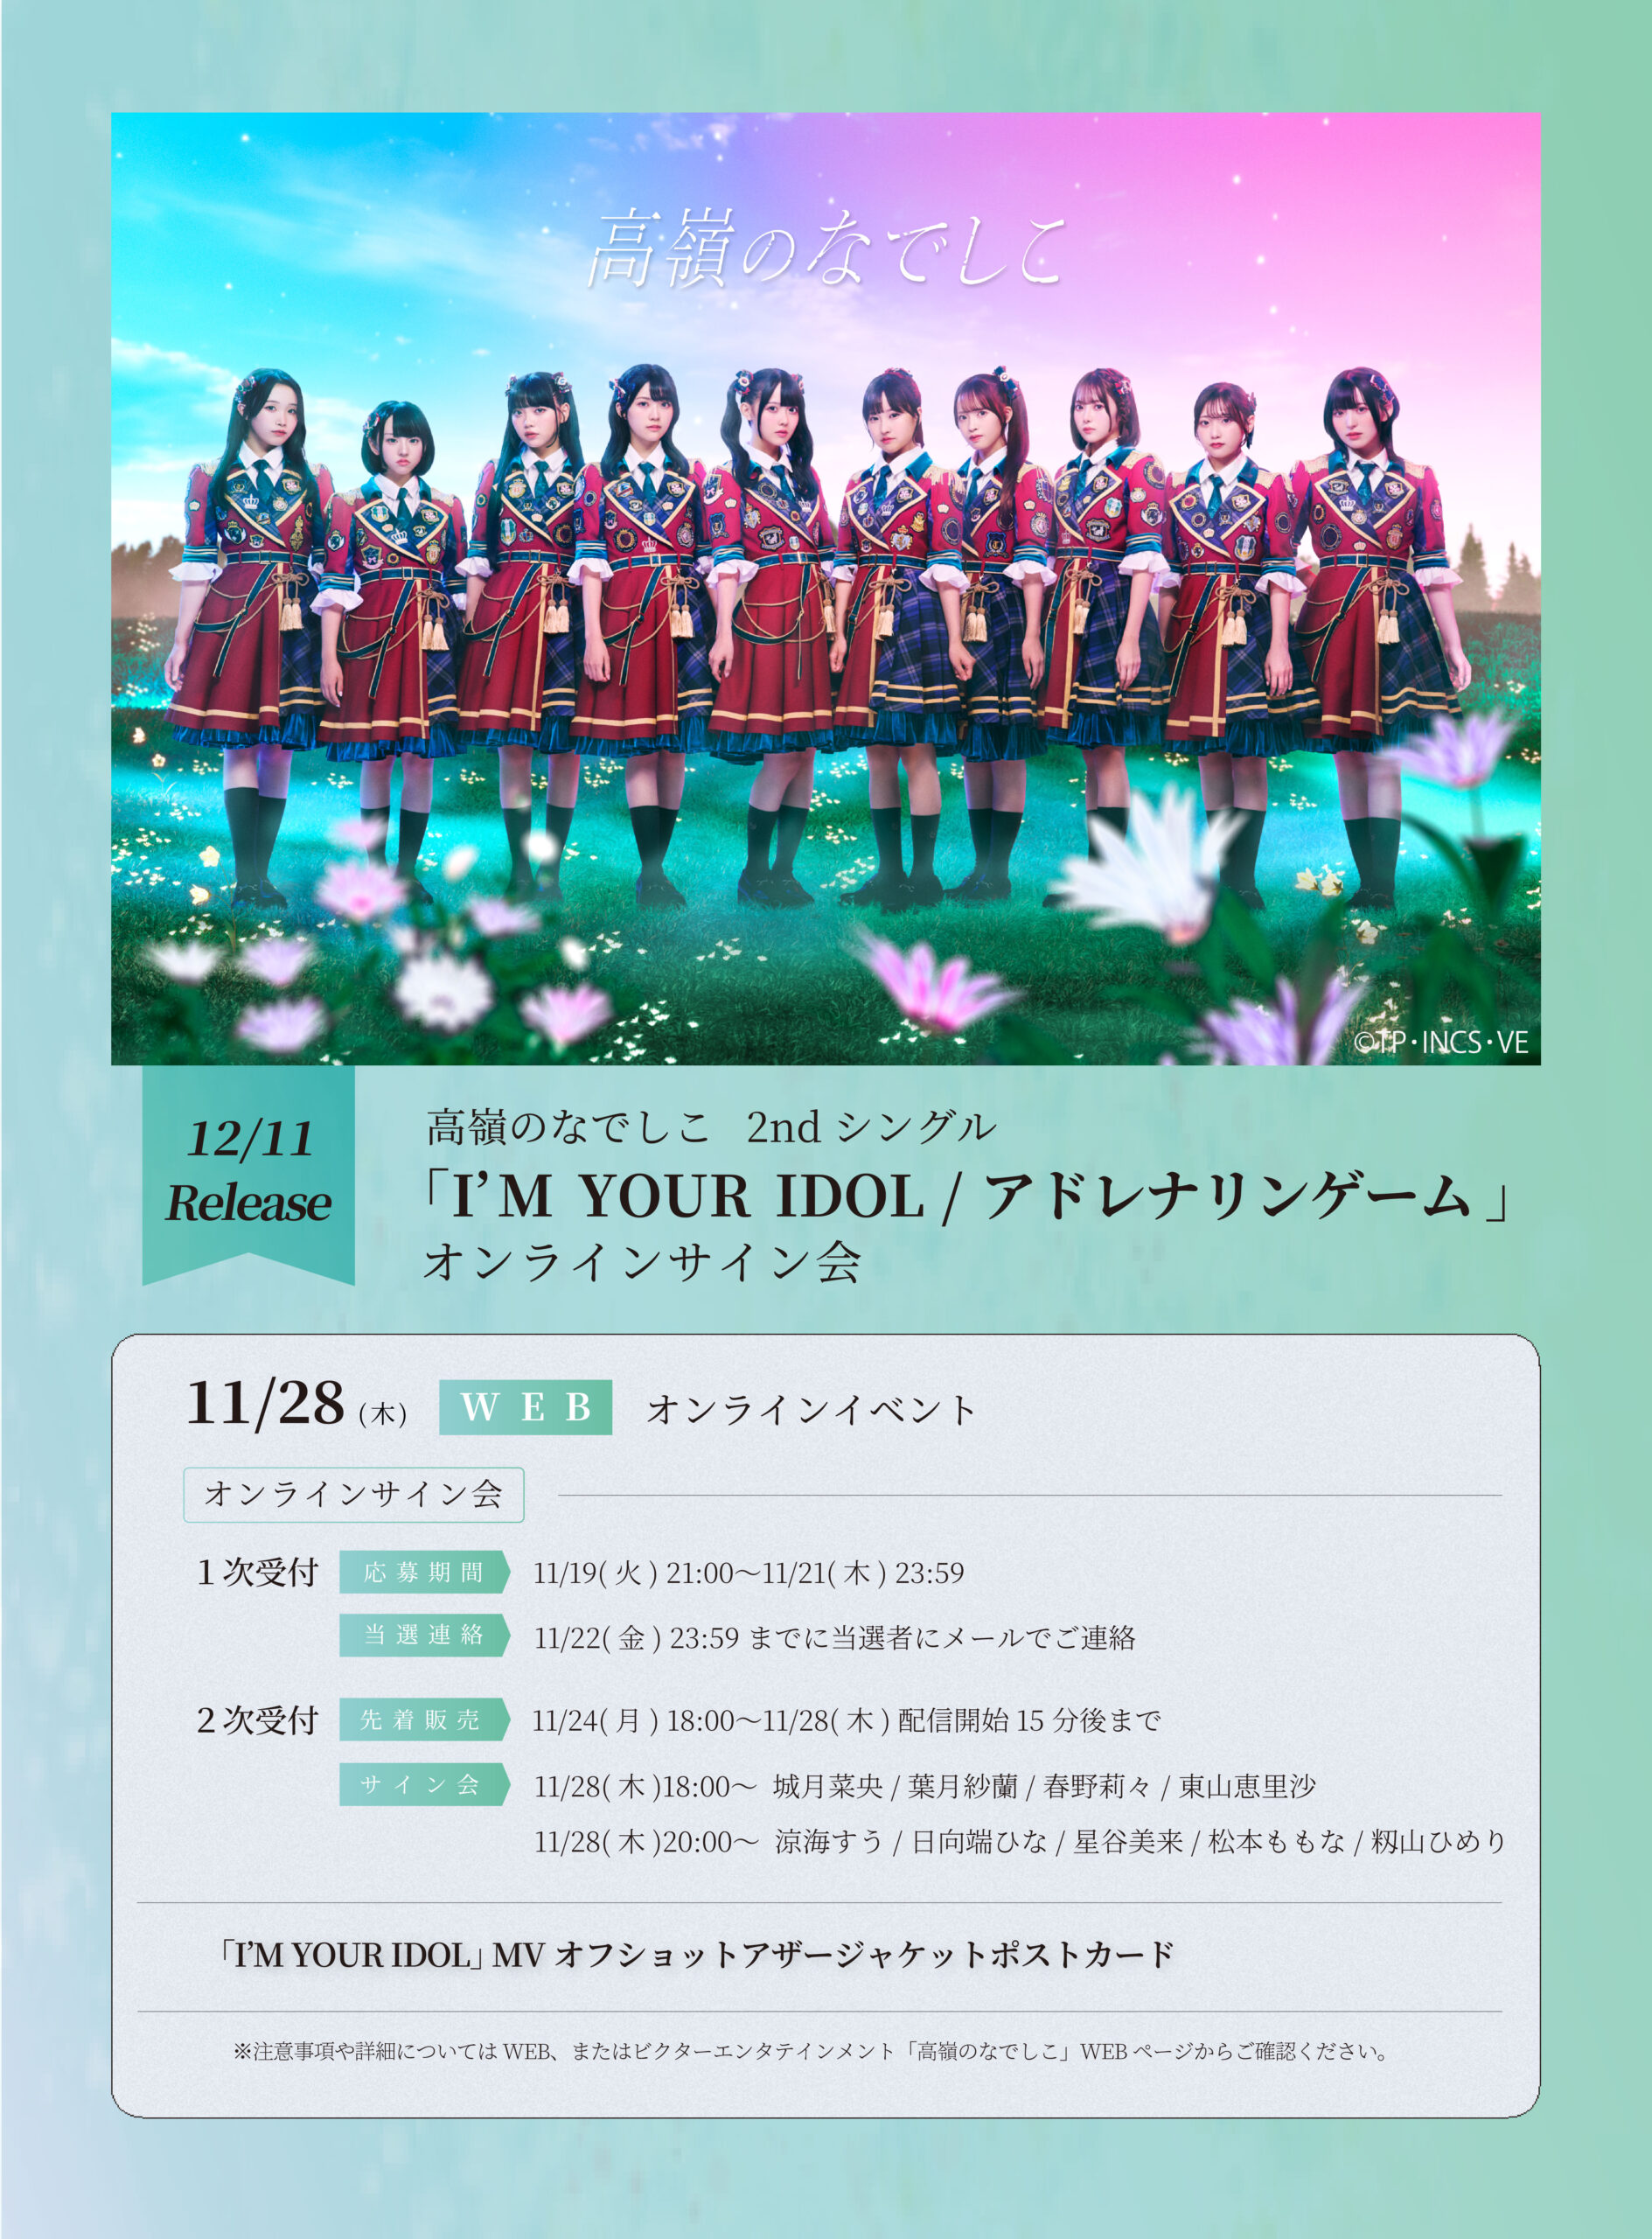 高嶺のなでしこ
©TP・INCS・VE
12/11
Release
高嶺のなでしこ 2nd シングル
「I’M YOUR IDOL / アドレナリンゲーム」
オンラインサイン会
11/28 (木) WEB オンラインイベント
オンラインサイン会
1次受付 応募期間 11/19( 火 ) 21:00〜11/21( 木 ) 23:59
当選連絡 11/22( 金 ) 23:59 までに当選者にメールでご連絡
2次受付 先着販売 11/24( 月 ) 18:00〜11/28( 木 ) 配信開始 15 分後まで
サイン会 11/28( 木 )18:00〜 城月菜央 / 葉月紗蘭 / 春野莉々 / 東山恵里沙
11/28( 木 )20:00〜 涼海すう / 日向端ひな / 星谷美来 / 松本ももな / 籾山ひめり
「I’M YOUR IDOL」MV オフショットアザージャケットポストカード
※注意事項や詳細については WEB、またはビクターエンタテインメント「高嶺のなでしこ」WEB ページからご確認ください。